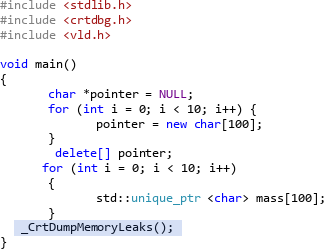 #include <stdlib.h>
#include <crtdbg.h>
#include <vld.h>
void main()
{
char *pointer = NULL;
for (int i = 0; i < 10; i++) {
pointer = new char[100];
}
delete[] pointer;
for (int i = 0; i < 10; i++)
{
std::unique_ptr <char> mass[100];
}
_CrtDumpMemoryLeaks();
}